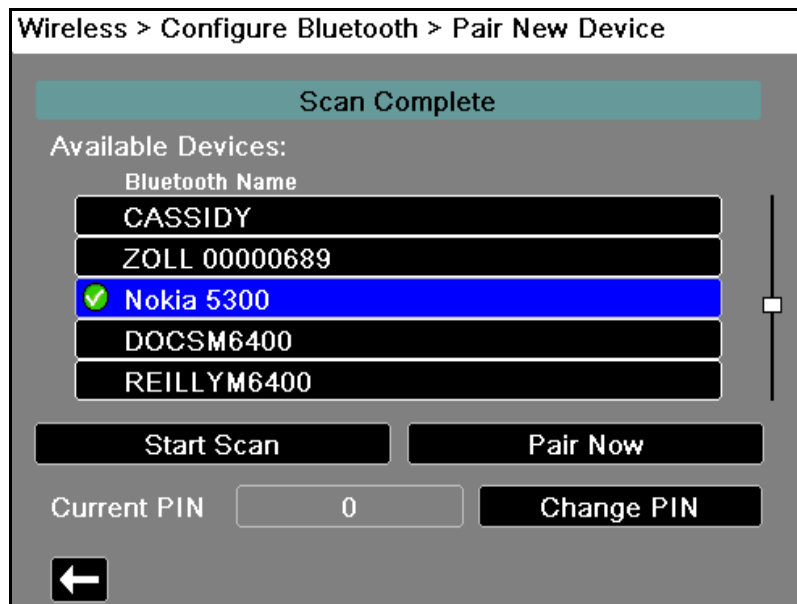 Wireless > Configure Bluetooth > Pair New Device
Scan Complete
Available Devices:
Bluetooth Name
CASSIDY
ZOLL 00000689
Nokia 5300
DOCSM6400
REILLYM6400
Start Scan
Pair Now
Current PIN
0
Change PIN